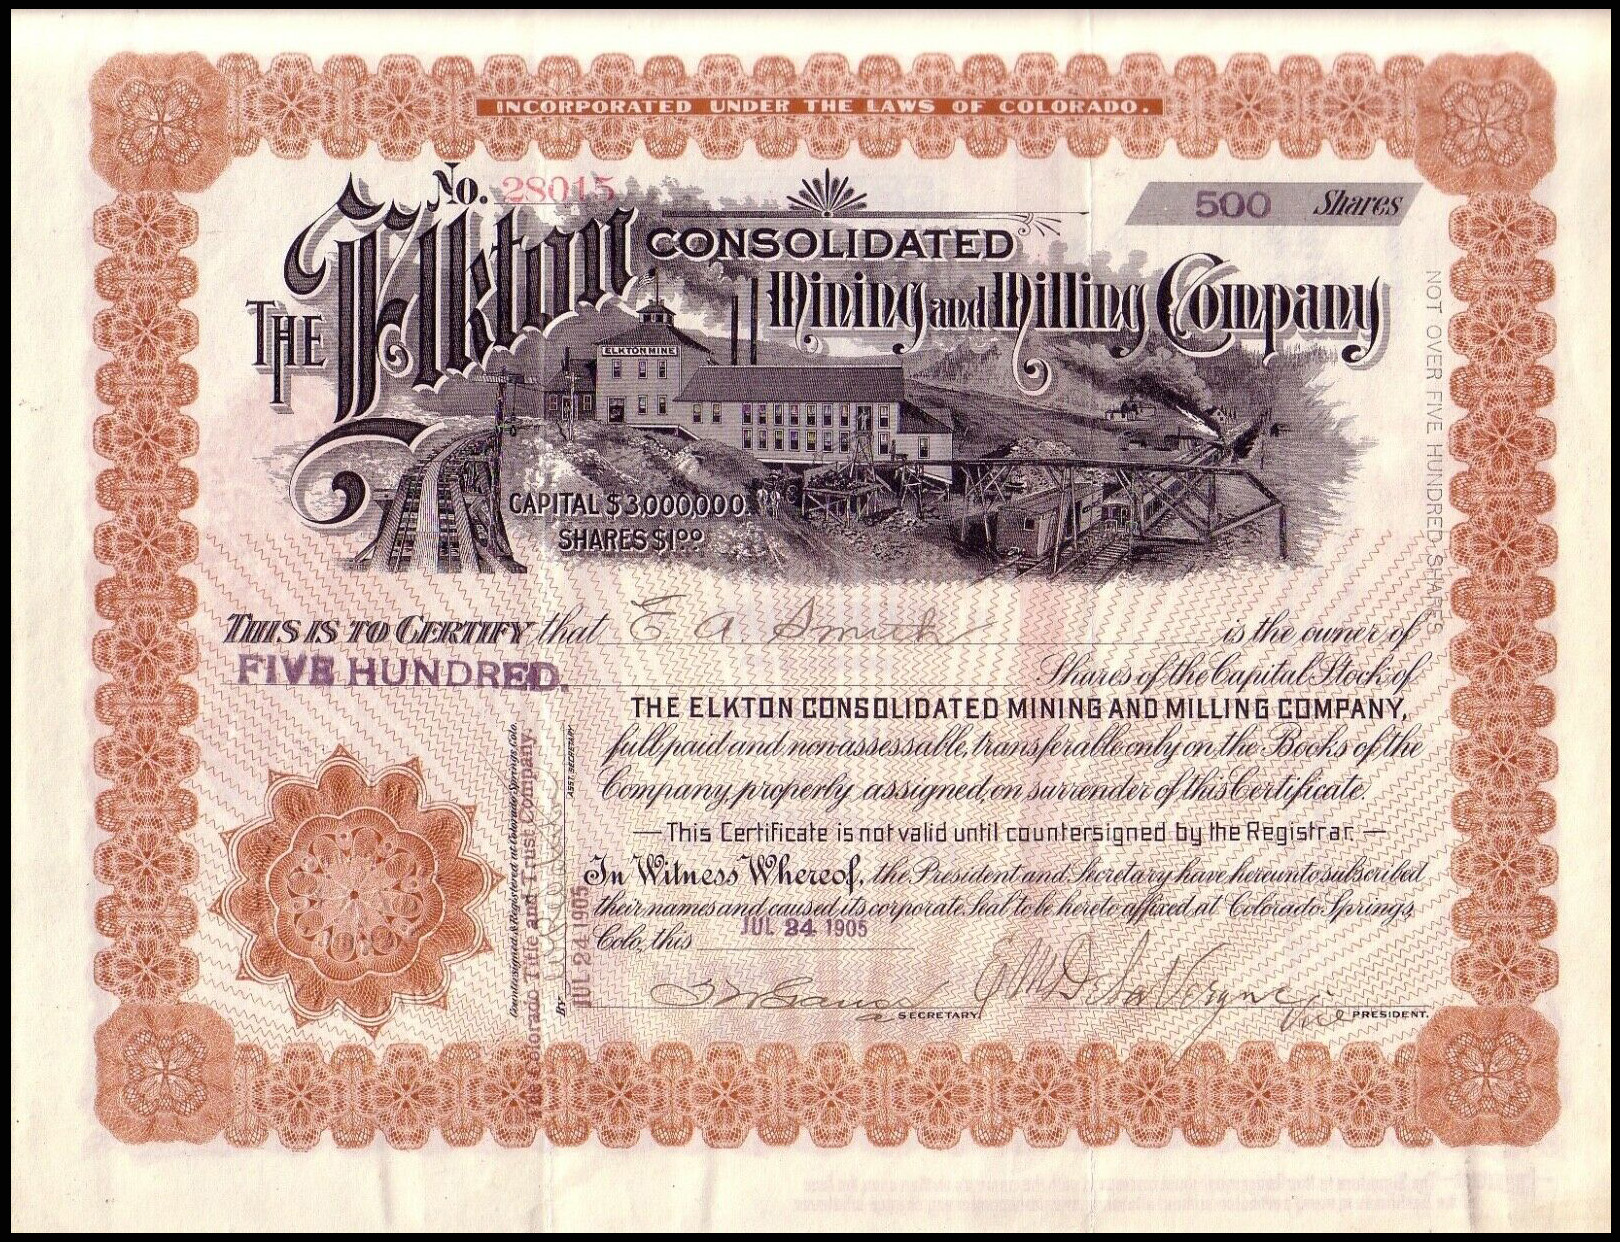 INCORPORATED UNDER THE LAWS OF COLORADO.
No. 28015
500 Shares
THE Elkton CONSOLIDATED Mining and Milling Company
ELKTON MINE
CAPITAL $3,000,000.
SHARES $1.00
NOT OVER FIVE HUNDRED SHARES
THIS IS TO CERTIFY that E A Smith is the owner of
FIVE HUNDRED. Shares of the Capital Stock of
THE ELKTON CONSOLIDATED MINING AND MILLING COMPANY,
full paid and non-assessable, transferable only on the Books of the
Company, properly assigned, on surrender of this Certificate.
—This Certificate is not valid until countersigned by the Registrar.—
In Witness Whereof, the President and Secretary have hereunto subscribed
their names and caused its corporate Seal to be hereto affixed at Colorado Springs,
Colo, this JUL 24 1905
SECRETARY.
Vice PRESIDENT.
Countersigned & Registered at Colorado Springs, Colo.
The Colorado Title and Trust Company
BY
ASST. SECRETARY
JUL 24 1905